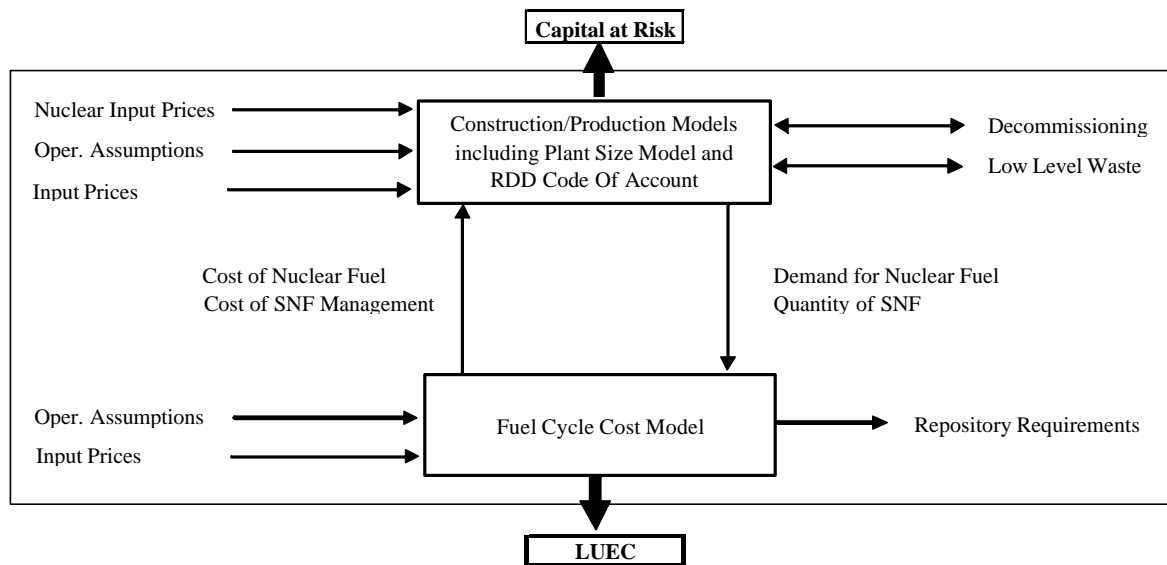 Capital at Risk
Nuclear Input Prices
Oper. Assumptions
Input Prices
Construction/Production Models
including Plant Size Model and
RDD Code Of Account
Decommissioning
Low Level Waste
Cost of Nuclear Fuel
Cost of SNF Management
Demand for Nuclear Fuel
Quantity of SNF
Oper. Assumptions
Input Prices
Fuel Cycle Cost Model
Repository Requirements
LUEC